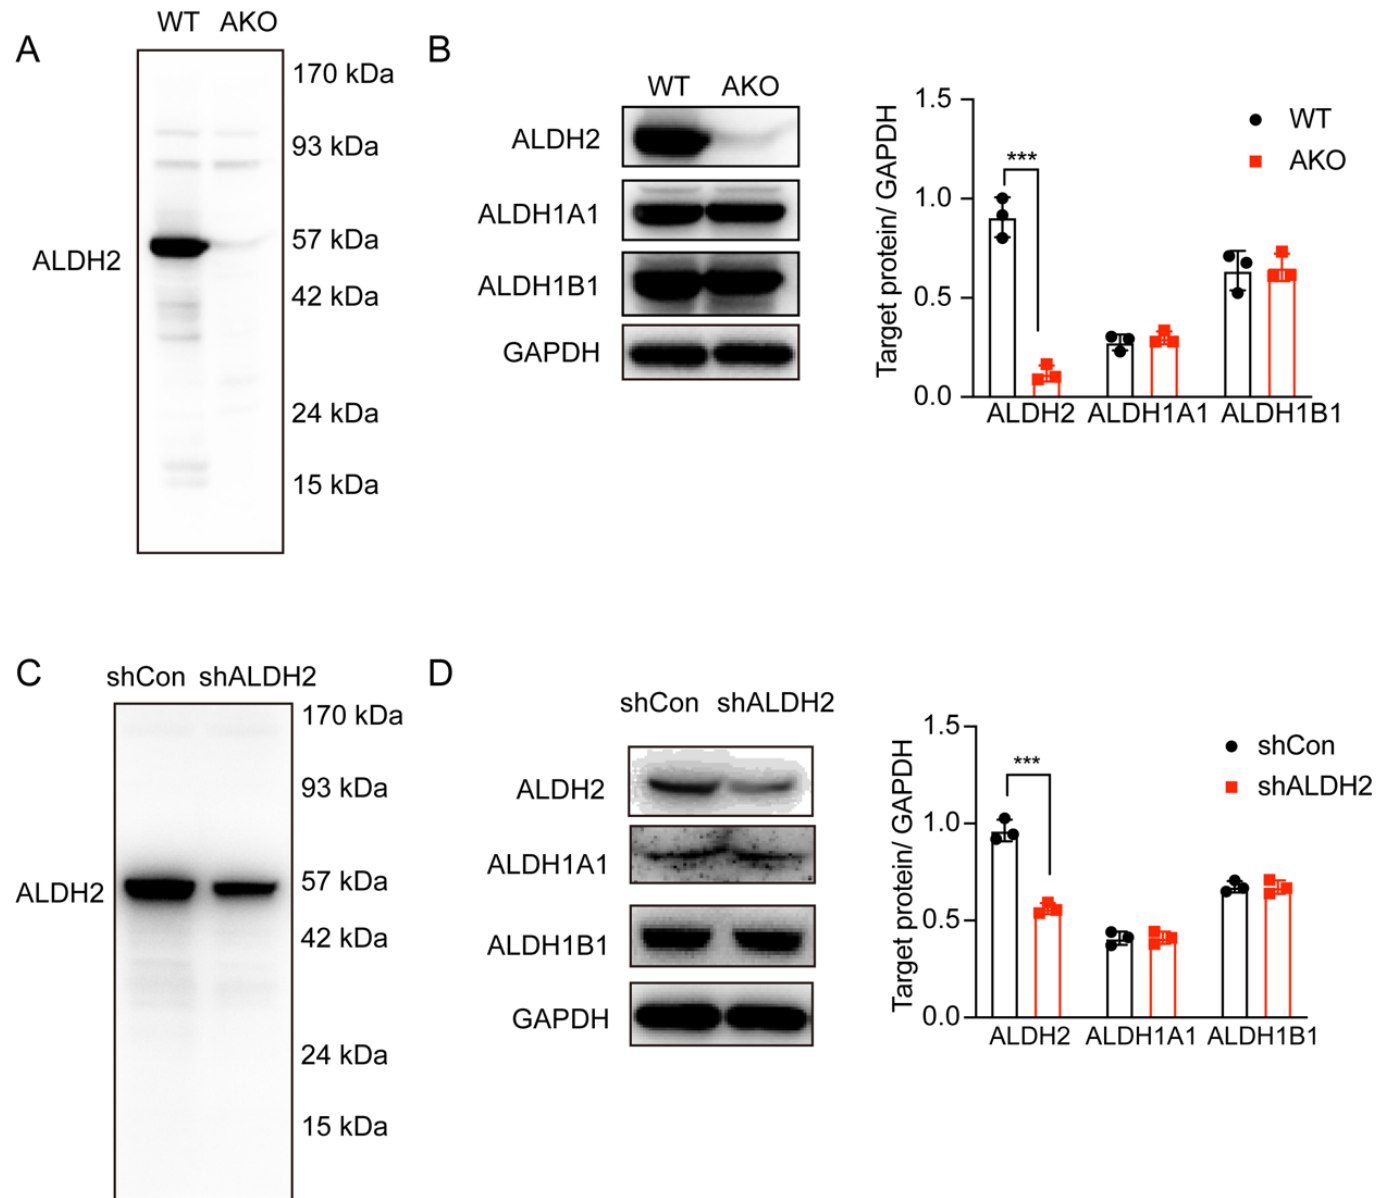 A
WT AKO
170 kDa
93 kDa
57 kDa
ALDH2
42 kDa
24 kDa
15 kDa
B
WT AKO
ALDH2
ALDH1A1
ALDH1B1
GAPDH
Target protein/ GAPDH
1.5
1.0
0.5
0.0
***
WT
AKO
ALDH2 ALDH1A1 ALDH1B1
C
shCon shALDH2
170 kDa
93 kDa
57 kDa
ALDH2
42 kDa
24 kDa
15 kDa
D
shCon shALDH2
ALDH2
ALDH1A1
ALDH1B1
GAPDH
Target protein/ GAPDH
1.5
1.0
0.5
0.0
***
shCon
shALDH2
ALDH2 ALDH1A1 ALDH1B1